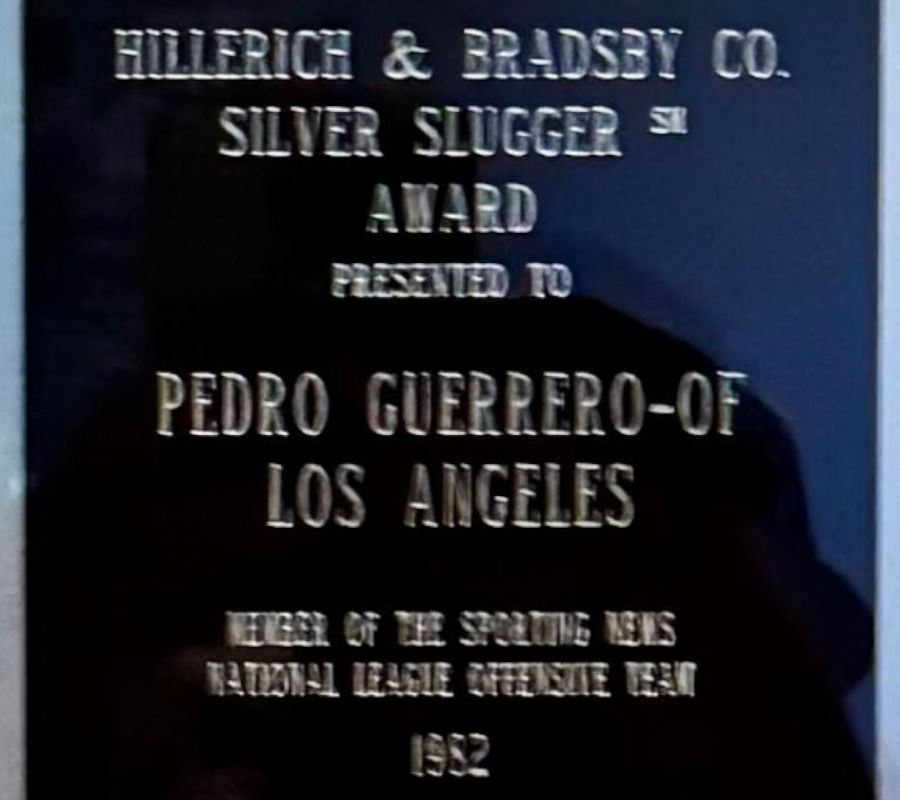 HILLERICH & BRADSBY CO.
SILVER SLUGGER ℠
AWARD
PRESENTED TO
PEDRO GUERRERO-OF
LOS ANGELES
MEMBER OF THE SPORTING NEWS
NATIONAL LEAGUE OFFENSIVE TEAM
1982